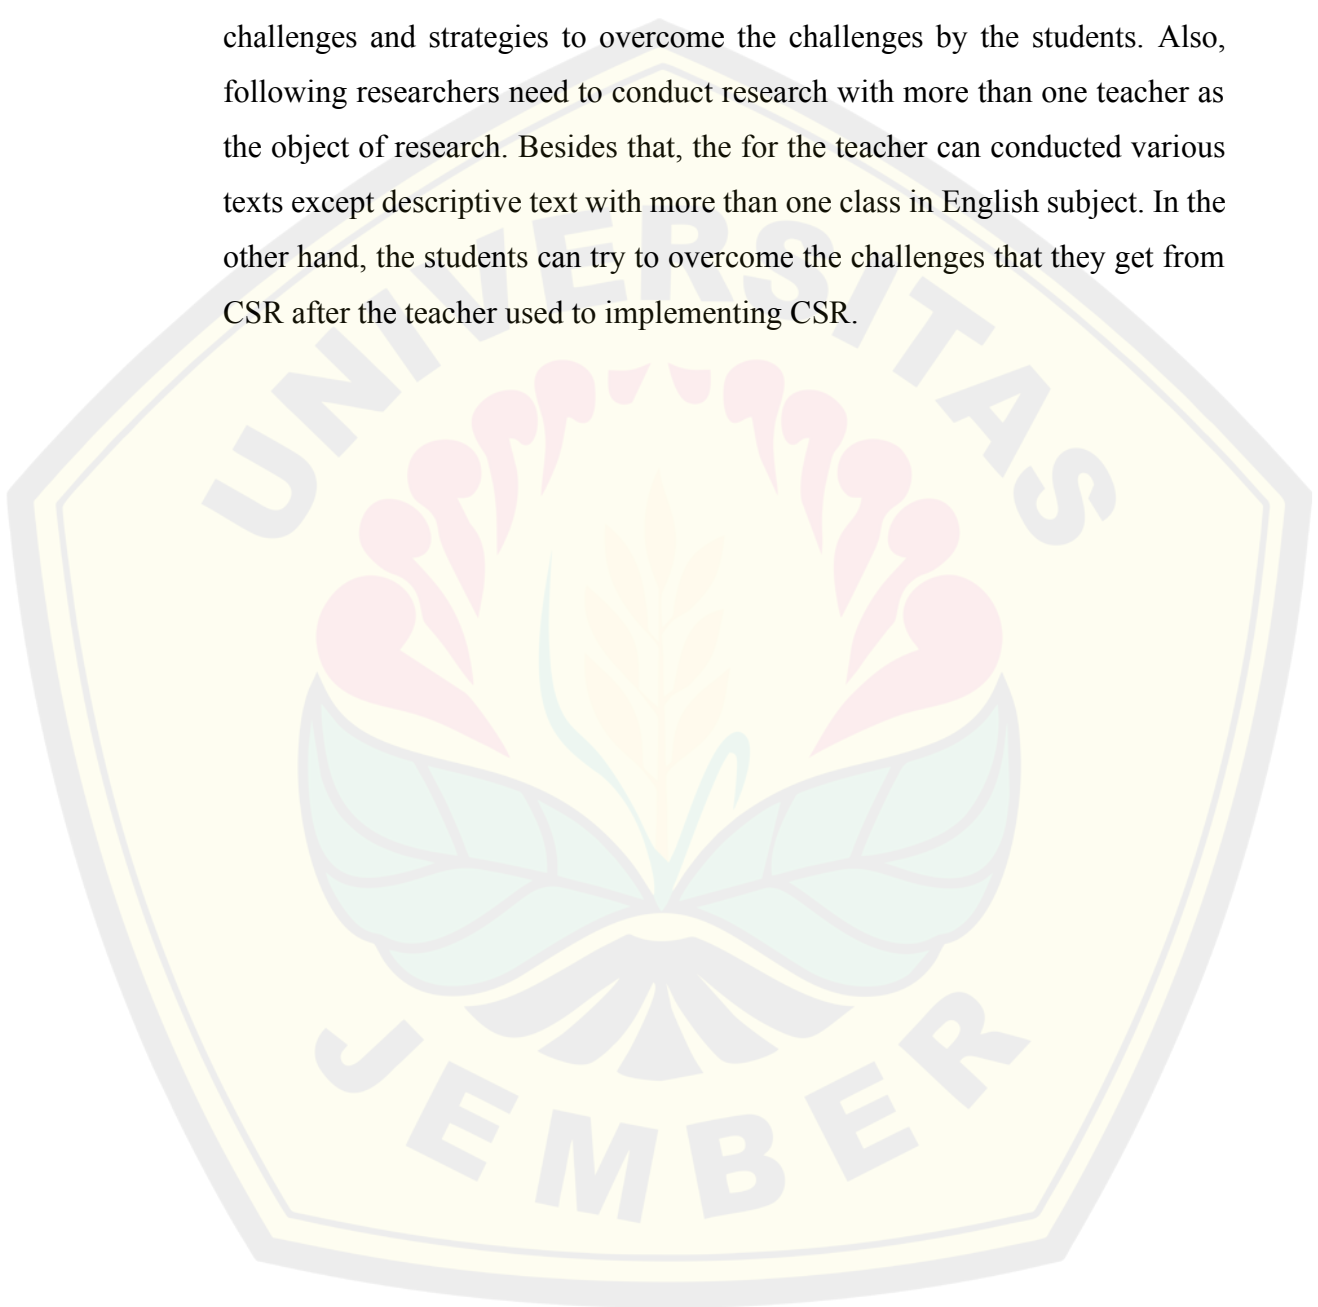 challenges and strategies to overcome the challenges by the students. Also,
following researchers need to conduct research with more than one teacher as
the object of research. Besides that, the for the teacher can conducted various
texts except descriptive text with more than one class in English subject. In the
other hand, the students can try to overcome the challenges that they get from
CSR after the teacher used to implementing CSR.
UNIVERSITAS
JEMBER